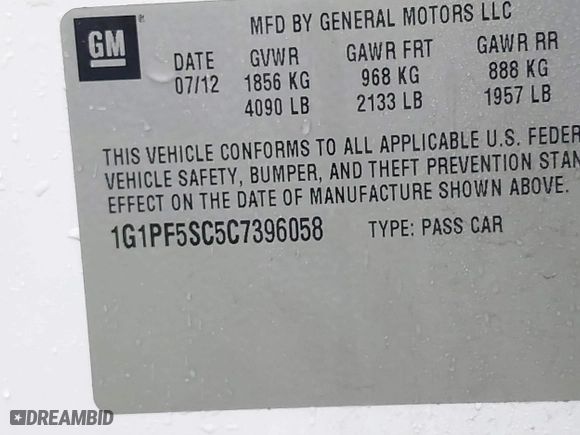 MFD BY GENERAL MOTORS LLC
GM
DATE GVWR GAWR FRT GAWR RR
07/12 1856 KG 968 KG 888 KG
4090 LB 2133 LB 1957 LB
THIS VEHICLE CONFORMS TO ALL APPLICABLE U.S. FEDER
VEHICLE SAFETY, BUMPER, AND THEFT PREVENTION STAN
EFFECT ON THE DATE OF MANUFACTURE SHOWN ABOVE.
1G1PF5SC5C7396058 TYPE: PASS CAR
DREAMBID